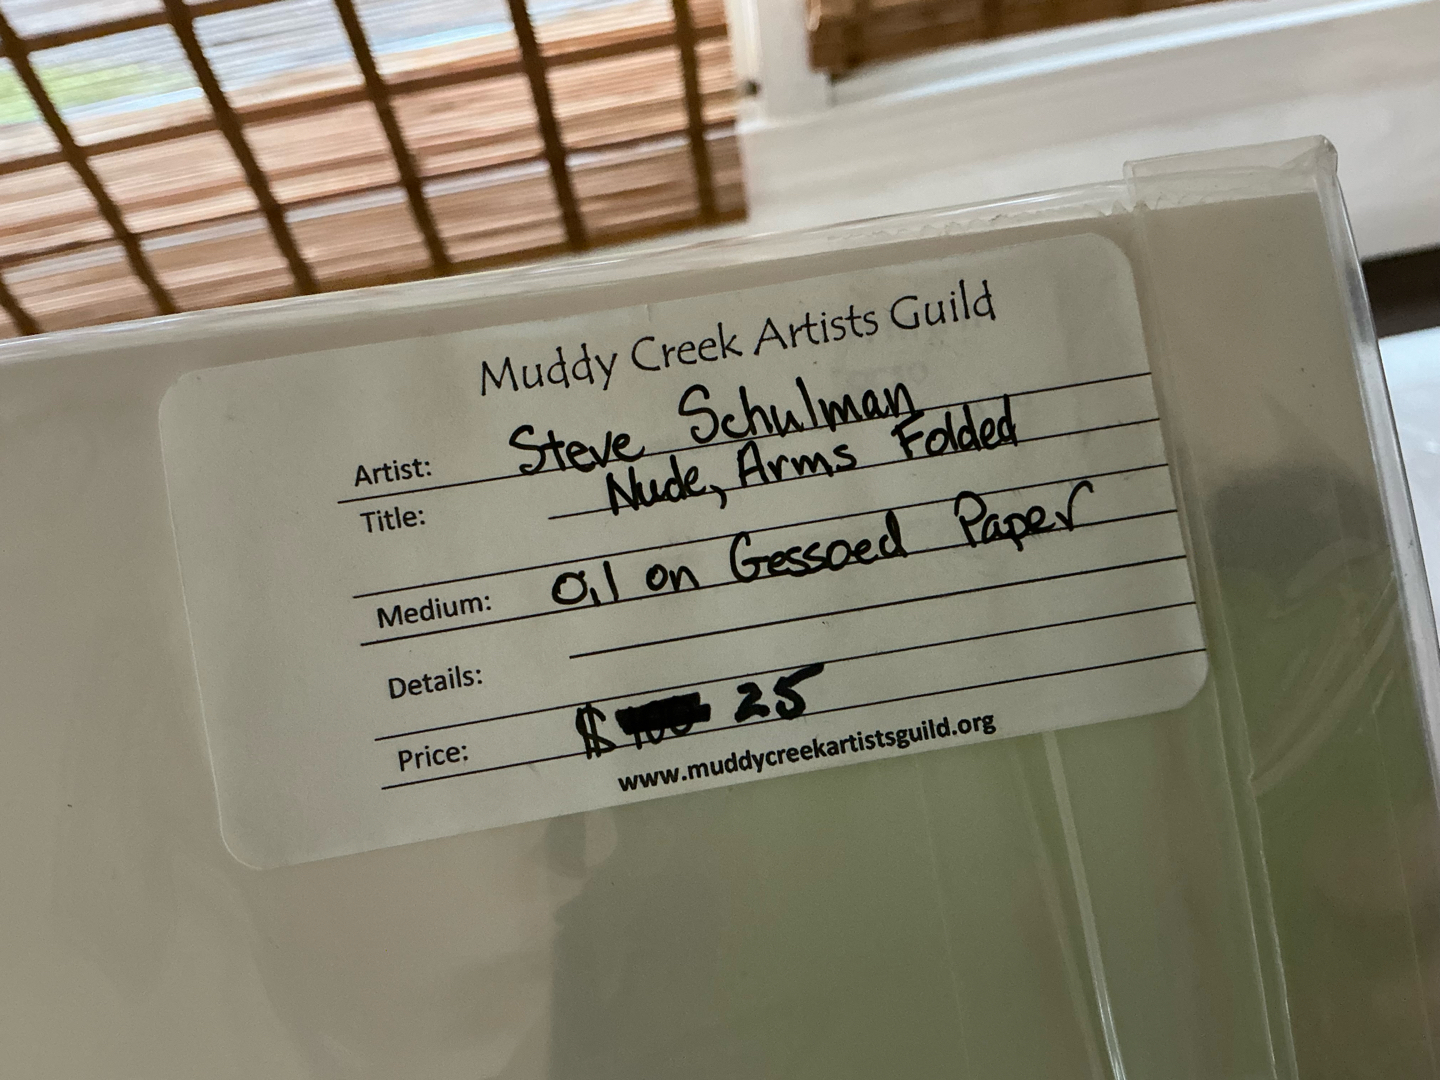 Muddy Creek Artists Guild
Artist: Steve Schulman
Title: Nude, Arms Folded
Medium: Oil on Gessoed Paper
Details:
Price: $ 25
www.muddycreekartistsguild.org